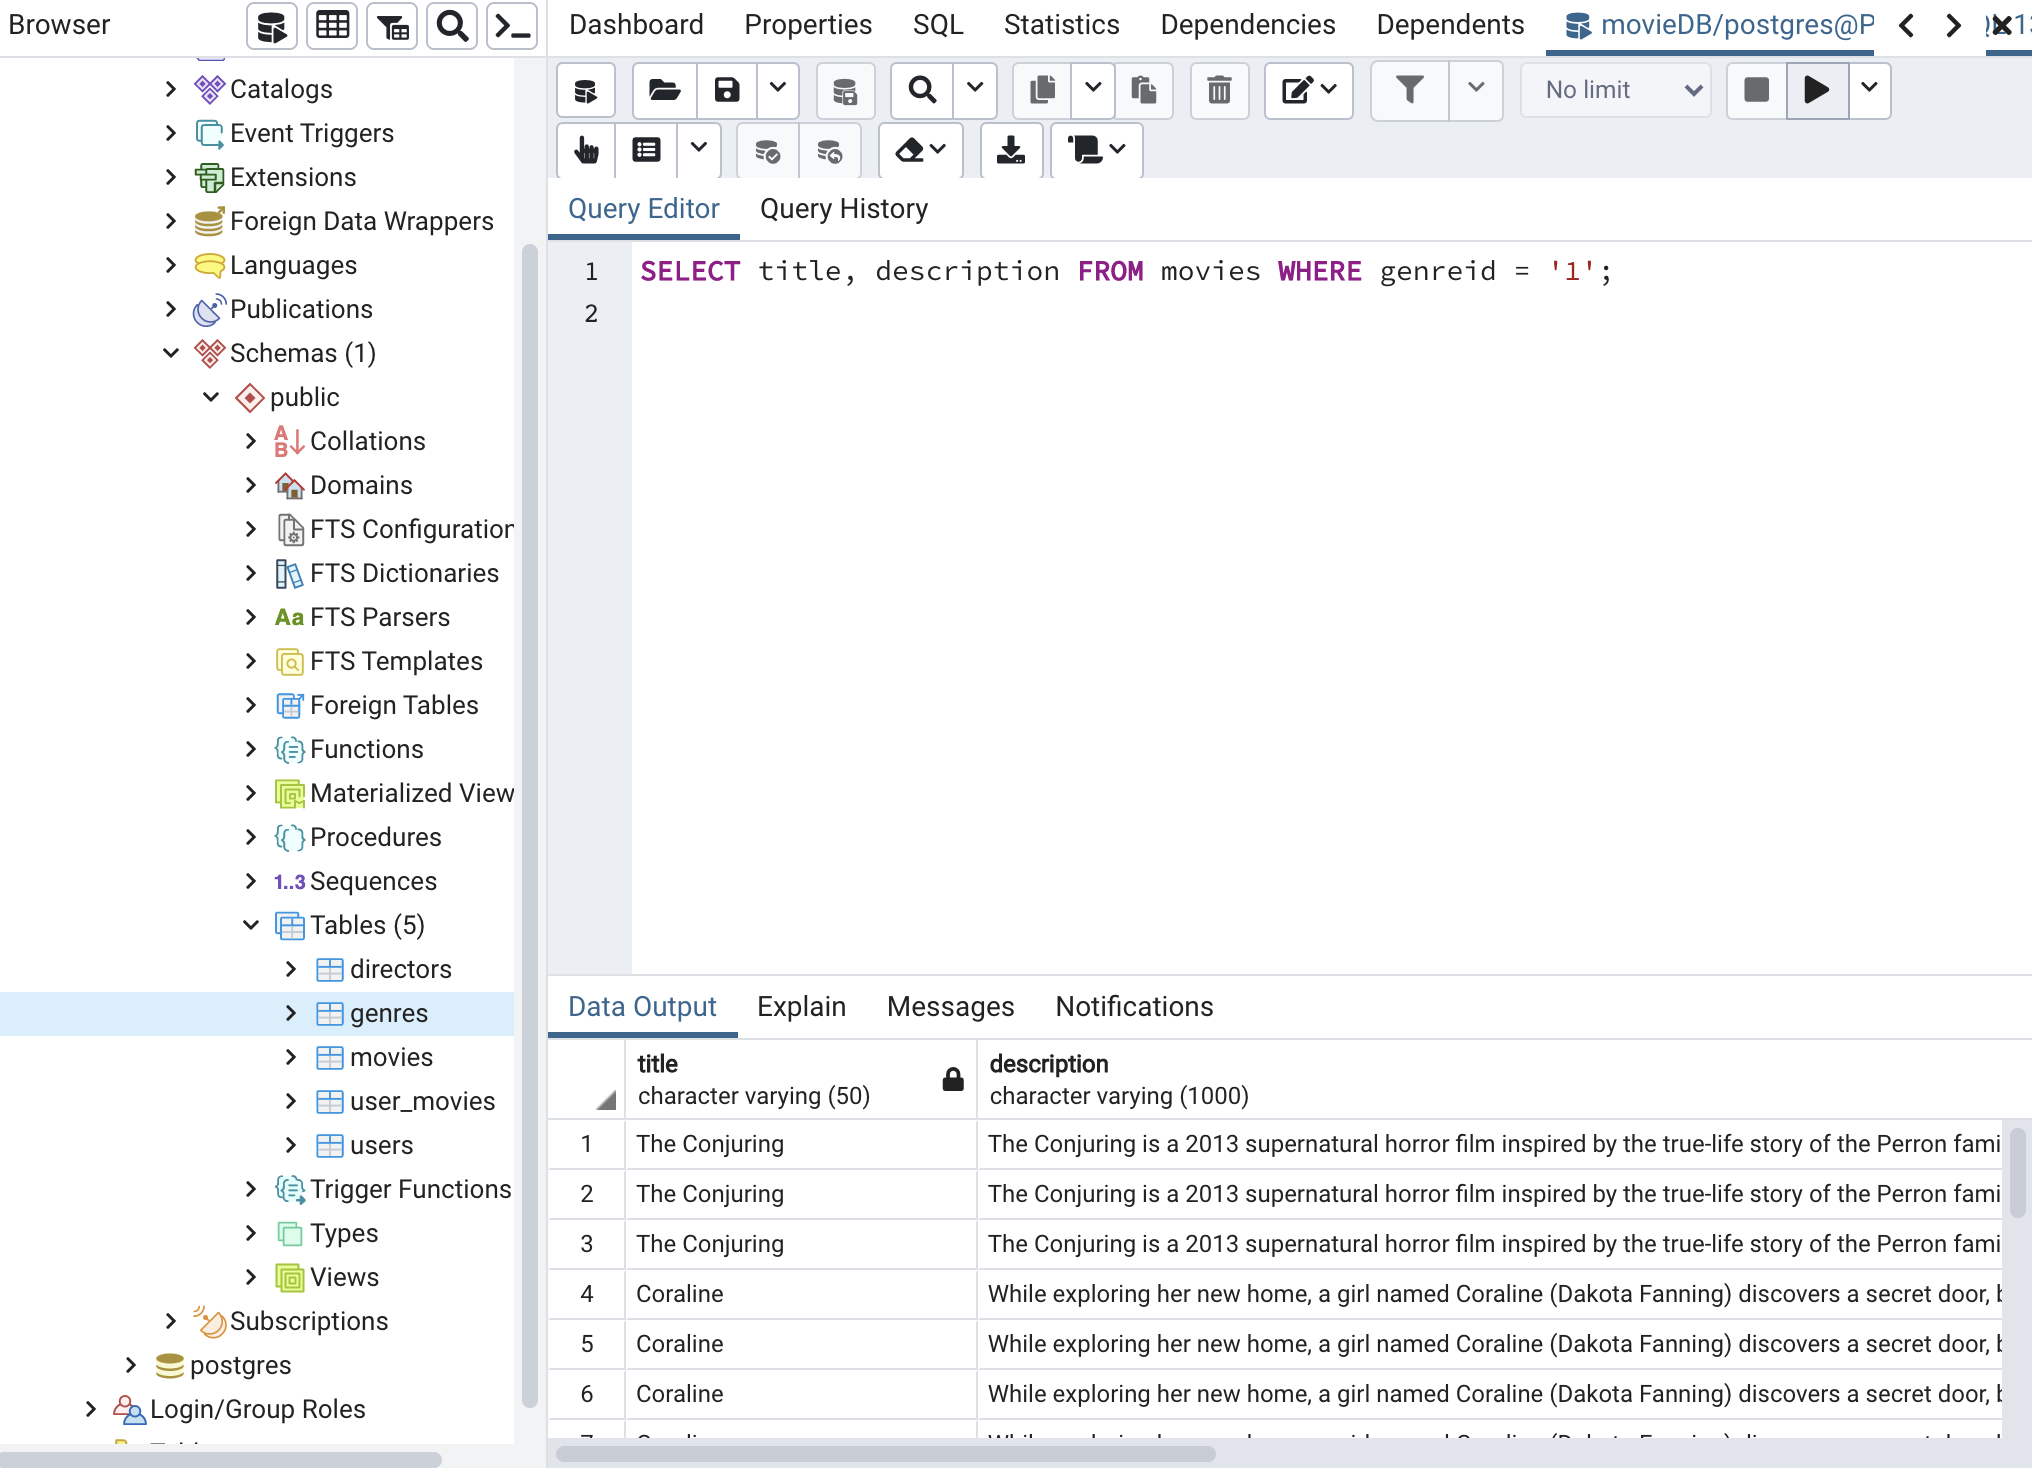 Browser
Dashboard Properties SQL Statistics Dependencies Dependents movieDB/postgres@P
Catalogs
Event Triggers
Extensions
Foreign Data Wrappers
Languages
Publications
Schemas (1)
public
Collations
Domains
FTS Configuration
FTS Dictionaries
Aa FTS Parsers
FTS Templates
Foreign Tables
Functions
Materialized View
Procedures
1..3 Sequences
Tables (5)
directors
genres
movies
user_movies
users
Trigger Functions
Types
Views
Subscriptions
postgres
Login/Group Roles
No limit
Query Editor Query History
1 SELECT title, description FROM movies WHERE genreid = '1';
2
Data Output Explain Messages Notifications
title description
character varying (50) character varying (1000)
1 The Conjuring The Conjuring is a 2013 supernatural horror film inspired by the true-life story of the Perron fami
2 The Conjuring The Conjuring is a 2013 supernatural horror film inspired by the true-life story of the Perron fami
3 The Conjuring The Conjuring is a 2013 supernatural horror film inspired by the true-life story of the Perron fami
4 Coraline While exploring her new home, a girl named Coraline (Dakota Fanning) discovers a secret door, b
5 Coraline While exploring her new home, a girl named Coraline (Dakota Fanning) discovers a secret door, b
6 Coraline While exploring her new home, a girl named Coraline (Dakota Fanning) discovers a secret door, b